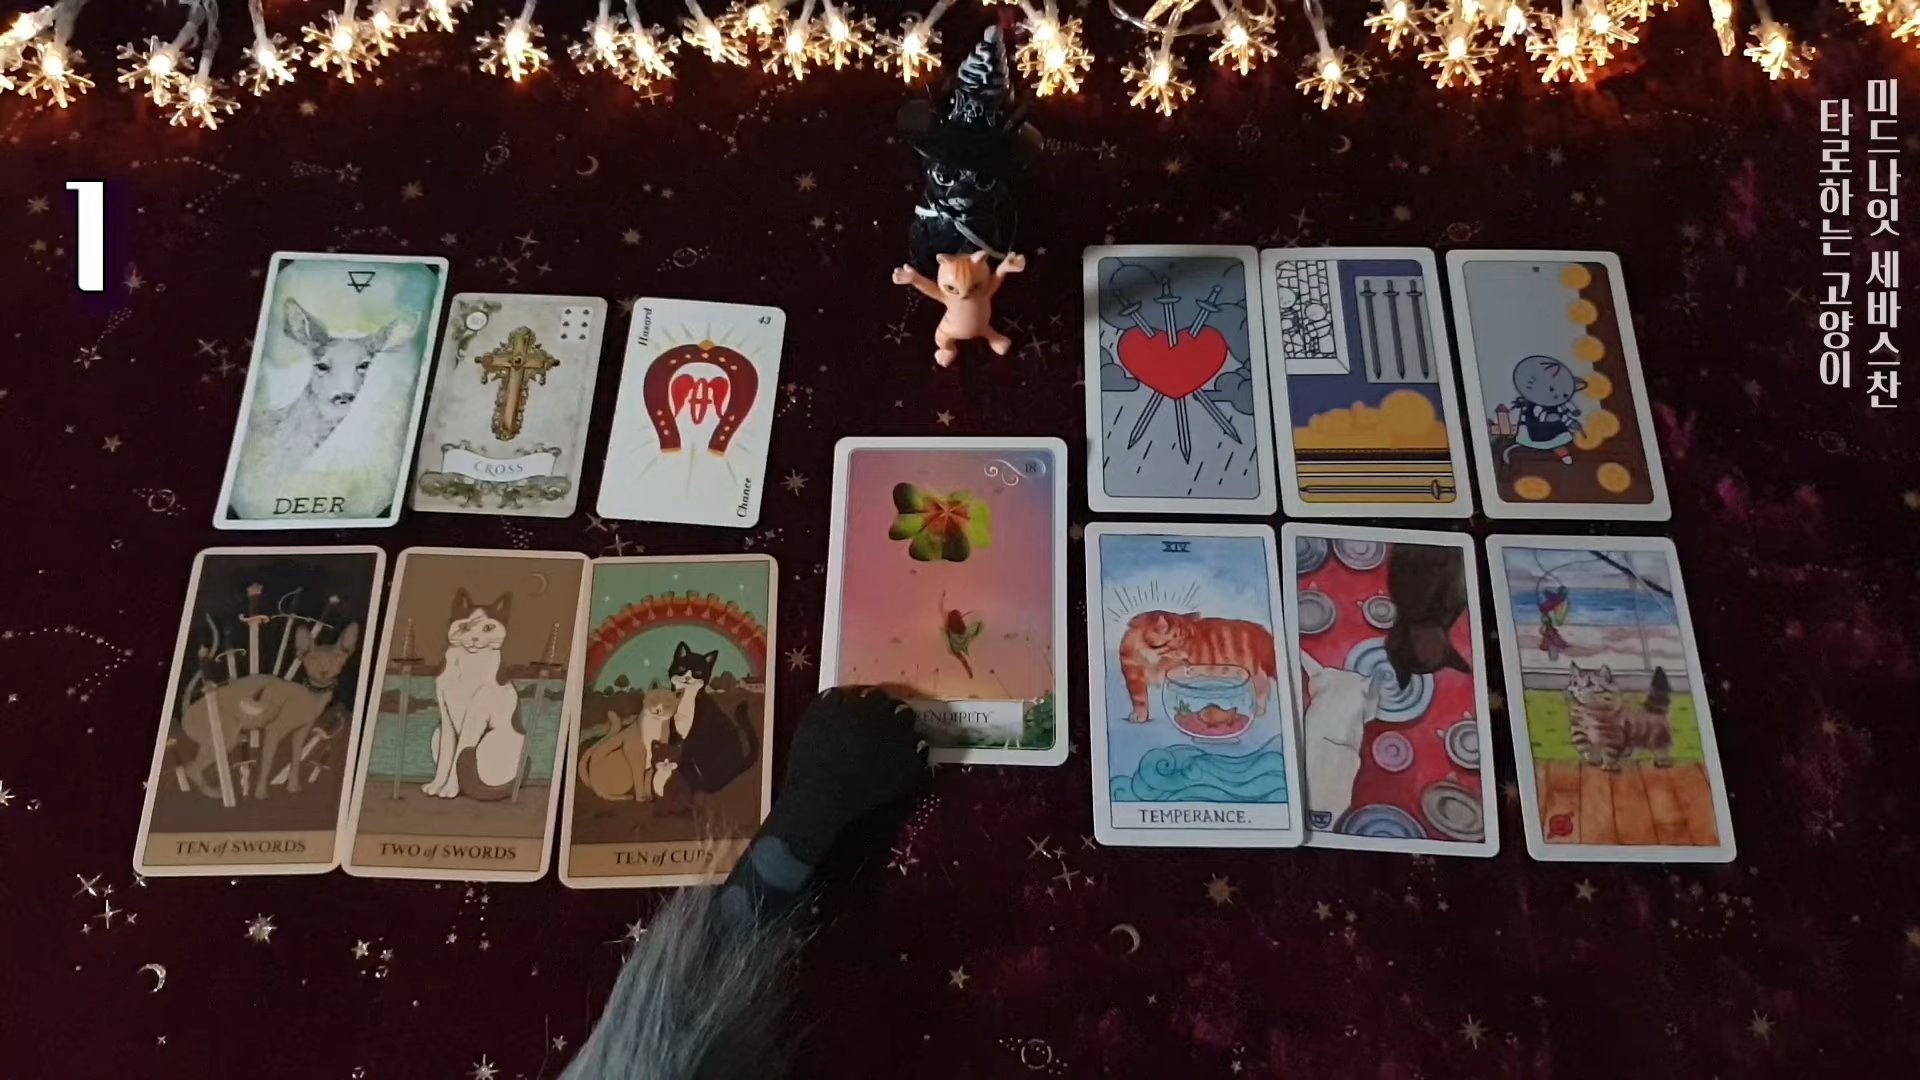 1
미드나잇 세바스찬
타로하는 고양이
DEER
CROSS
Hazard
43
Chance
TEN of SWORDS
TWO of SWORDS
TEN of CUPS
18
RENDIPITY
XIV
TEMPERANCE.